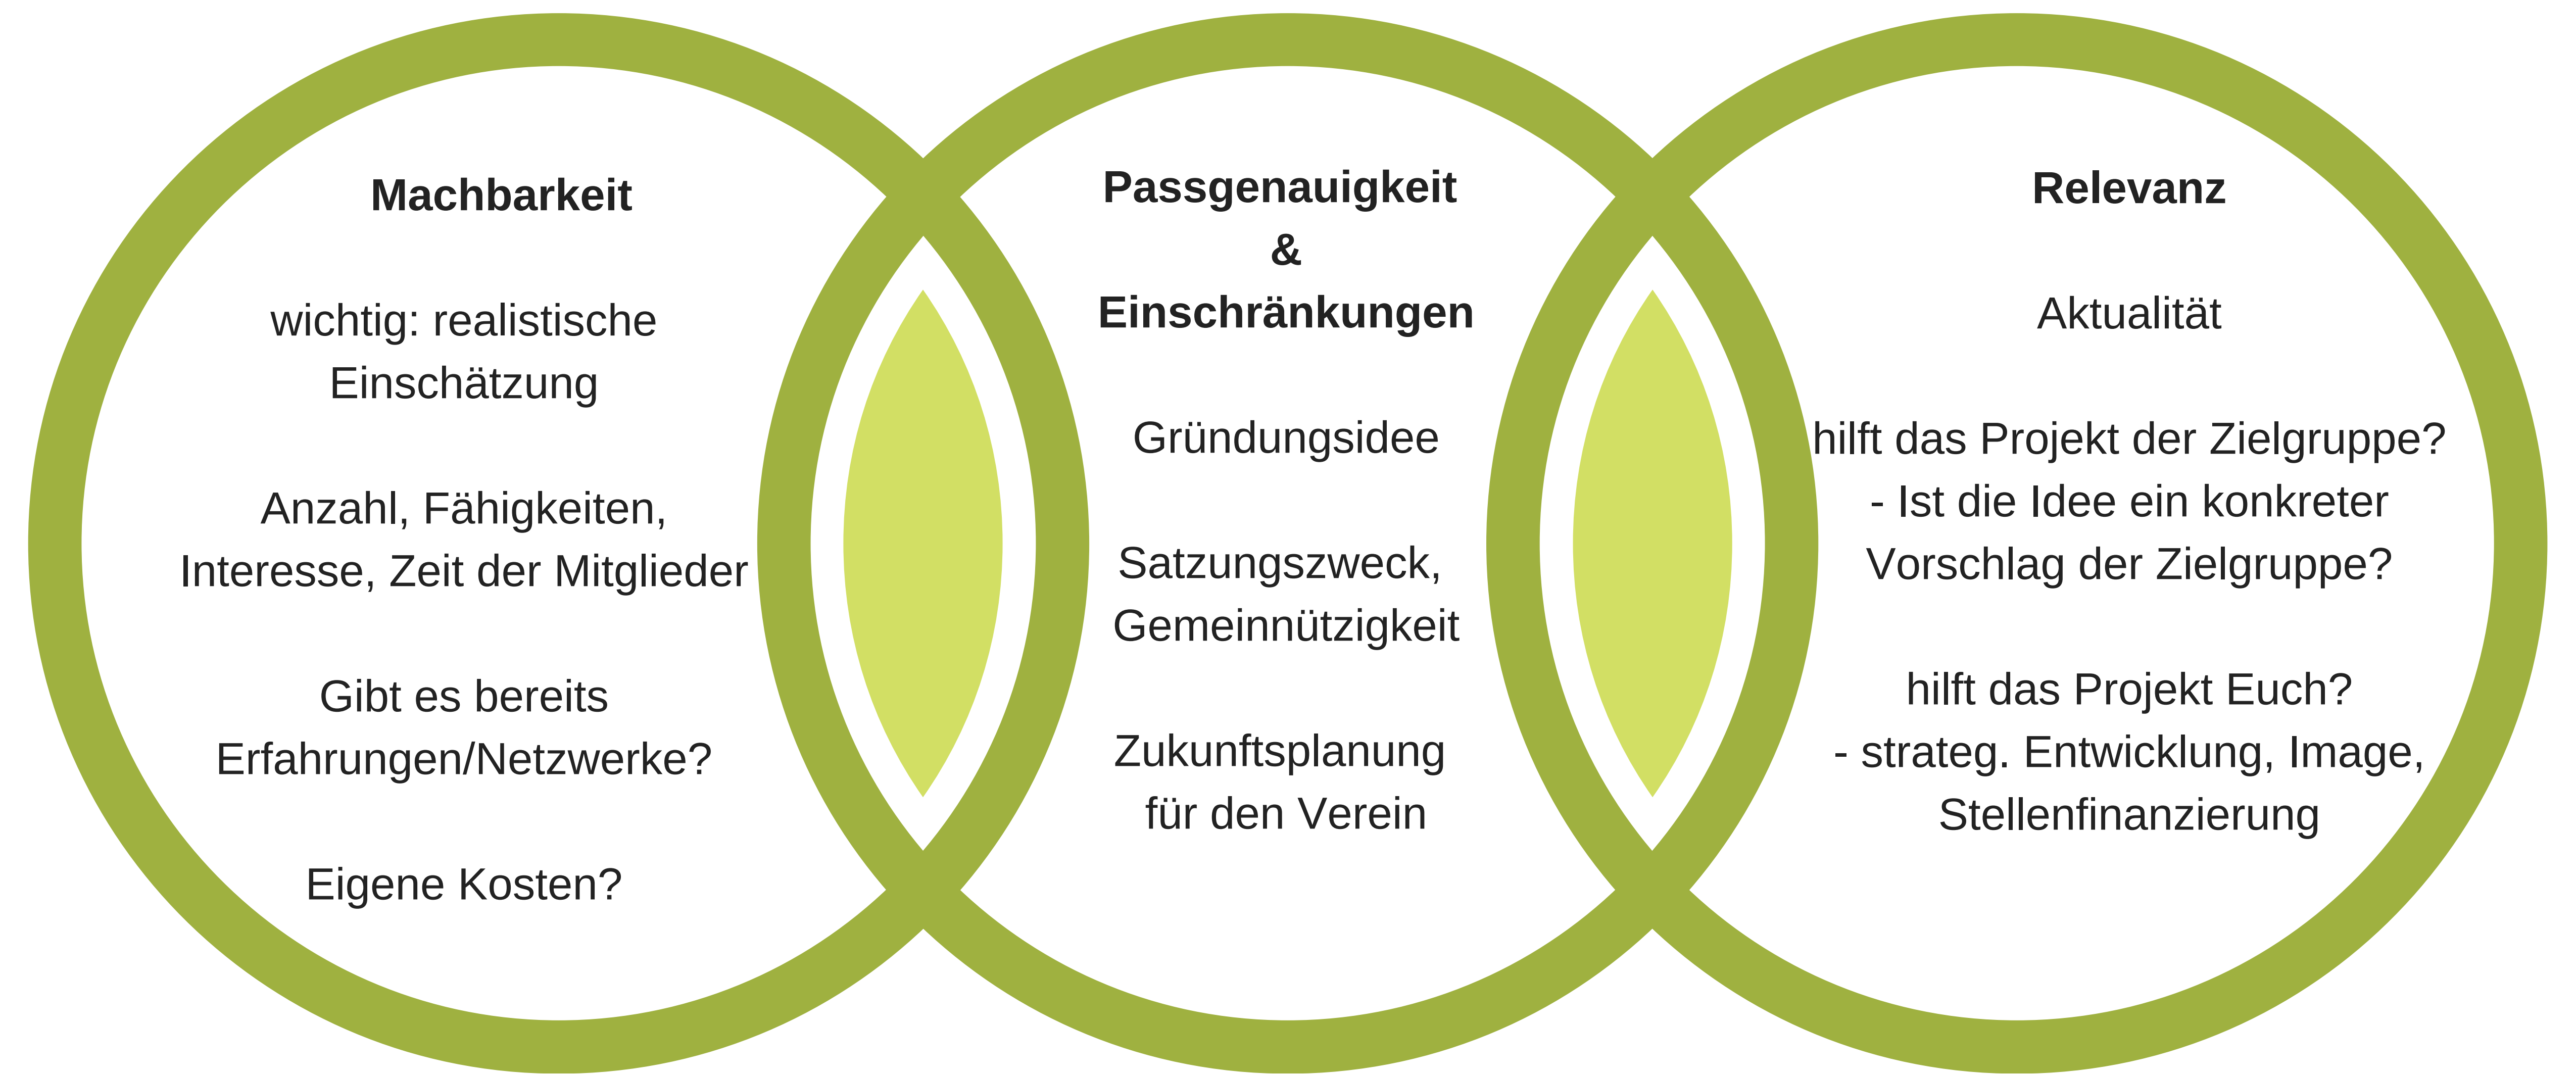 Machbarkeit
wichtig: realistische
Einschätzung
Anzahl, Fähigkeiten,
Interesse, Zeit der Mitglieder
Gibt es bereits
Erfahrungen/Netzwerke?
Eigene Kosten?
Passgenauigkeit
&
Einschränkungen
Gründungsidee
Satzungszweck,
Gemeinnützigkeit
Zukunftsplanung
für den Verein
Relevanz
Aktualität
hilft das Projekt der Zielgruppe?
- Ist die Idee ein konkreter
Vorschlag der Zielgruppe?
hilft das Projekt Euch?
- strateg. Entwicklung, Image,
Stellenfinanzierung